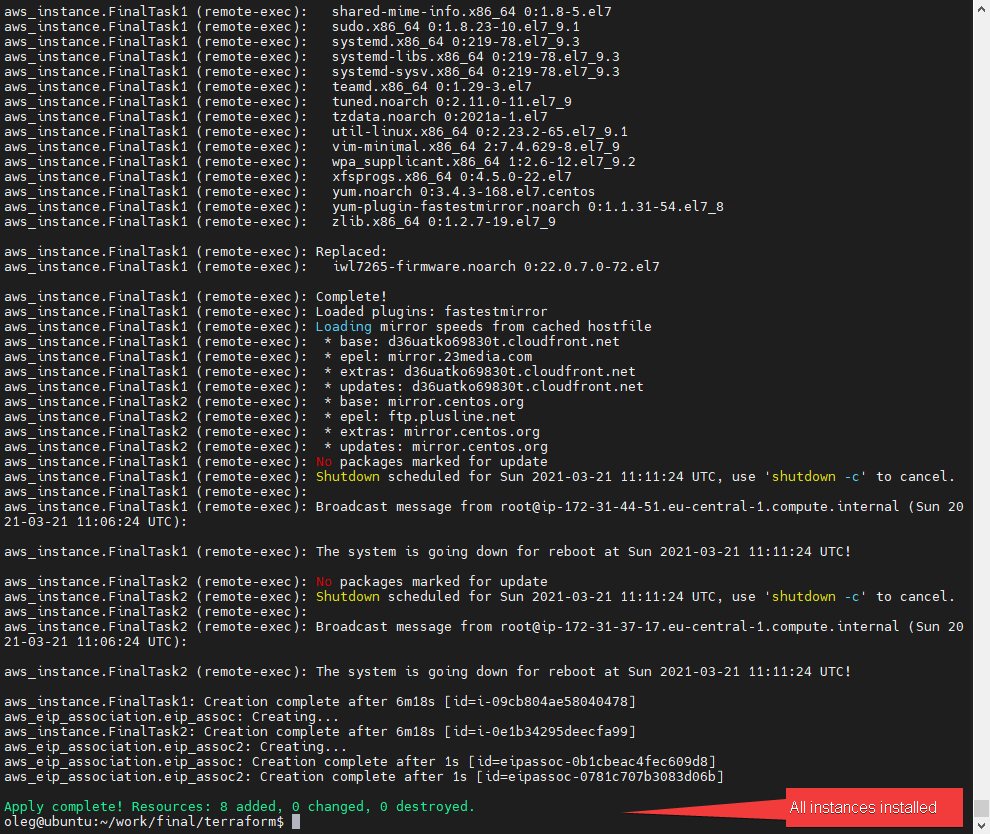 aws_instance.FinalTask1 (remote-exec):   shared-mime-info.x86_64 0:1.8-5.el7
aws_instance.FinalTask1 (remote-exec):   sudo.x86_64 0:1.8.23-10.el7_9.1
aws_instance.FinalTask1 (remote-exec):   systemd.x86_64 0:219-78.el7_9.3
aws_instance.FinalTask1 (remote-exec):   systemd-libs.x86_64 0:219-78.el7_9.3
aws_instance.FinalTask1 (remote-exec):   systemd-sysv.x86_64 0:219-78.el7_9.3
aws_instance.FinalTask1 (remote-exec):   teamd.x86_64 0:1.29-3.el7
aws_instance.FinalTask1 (remote-exec):   tuned.noarch 0:2.11.0-11.el7_9
aws_instance.FinalTask1 (remote-exec):   tzdata.noarch 0:2021a-1.el7
aws_instance.FinalTask1 (remote-exec):   util-linux.x86_64 0:2.23.2-65.el7_9.1
aws_instance.FinalTask1 (remote-exec):   vim-minimal.x86_64 2:7.4.629-8.el7_9
aws_instance.FinalTask1 (remote-exec):   wpa_supplicant.x86_64 1:2.6-12.el7_9.2
aws_instance.FinalTask1 (remote-exec):   xfsprogs.x86_64 0:4.5.0-22.el7
aws_instance.FinalTask1 (remote-exec):   yum.noarch 0:3.4.3-168.el7.centos
aws_instance.FinalTask1 (remote-exec):   yum-plugin-fastestmirror.noarch 0:1.1.31-54.el7_8
aws_instance.FinalTask1 (remote-exec):   zlib.x86_64 0:1.2.7-19.el7_9
aws_instance.FinalTask1 (remote-exec): Replaced:
aws_instance.FinalTask1 (remote-exec):   iwl7265-firmware.noarch 0:22.0.7.0-72.el7
aws_instance.FinalTask1 (remote-exec): Complete!
aws_instance.FinalTask1 (remote-exec): Loaded plugins: fastestmirror
aws_instance.FinalTask1 (remote-exec): Loading mirror speeds from cached hostfile
aws_instance.FinalTask1 (remote-exec):  * base: d36uatko69830t.cloudfront.net
aws_instance.FinalTask1 (remote-exec):  * epel: mirror.23media.com
aws_instance.FinalTask1 (remote-exec):  * extras: d36uatko69830t.cloudfront.net
aws_instance.FinalTask1 (remote-exec):  * updates: d36uatko69830t.cloudfront.net
aws_instance.FinalTask2 (remote-exec):  * base: mirror.centos.org
aws_instance.FinalTask2 (remote-exec):  * epel: ftp.plusline.net
aws_instance.FinalTask2 (remote-exec):  * extras: mirror.centos.org
aws_instance.FinalTask2 (remote-exec):  * updates: mirror.centos.org
aws_instance.FinalTask1 (remote-exec): No packages marked for update
aws_instance.FinalTask1 (remote-exec): Shutdown scheduled for Sun 2021-03-21 11:11:24 UTC, use 'shutdown -c' to cancel.
aws_instance.FinalTask1 (remote-exec):
aws_instance.FinalTask1 (remote-exec): Broadcast message from root@ip-172-31-44-51.eu-central-1.compute.internal (Sun 20
21-03-21 11:06:24 UTC):
aws_instance.FinalTask1 (remote-exec): The system is going down for reboot at Sun 2021-03-21 11:11:24 UTC!
aws_instance.FinalTask2 (remote-exec): No packages marked for update
aws_instance.FinalTask2 (remote-exec): Shutdown scheduled for Sun 2021-03-21 11:11:24 UTC, use 'shutdown -c' to cancel.
aws_instance.FinalTask2 (remote-exec):
aws_instance.FinalTask2 (remote-exec): Broadcast message from root@ip-172-31-37-17.eu-central-1.compute.internal (Sun 20
21-03-21 11:06:24 UTC):
aws_instance.FinalTask2 (remote-exec): The system is going down for reboot at Sun 2021-03-21 11:11:24 UTC!
aws_instance.FinalTask1: Creation complete after 6m18s [id=i-09cb804ae58040478]
aws_eip_association.eip_assoc: Creating...
aws_instance.FinalTask2: Creation complete after 6m18s [id=i-0e1b34295deecfa99]
aws_eip_association.eip_assoc2: Creating...
aws_eip_association.eip_assoc: Creation complete after 1s [id=eipassoc-0b1cbeac4fec609d8]
aws_eip_association.eip_assoc2: Creation complete after 1s [id=eipassoc-0781c707b3083d06b]
Apply complete! Resources: 8 added, 0 changed, 0 destroyed.
All instances installed
oleg@ubuntu:~/work/final/terraform$